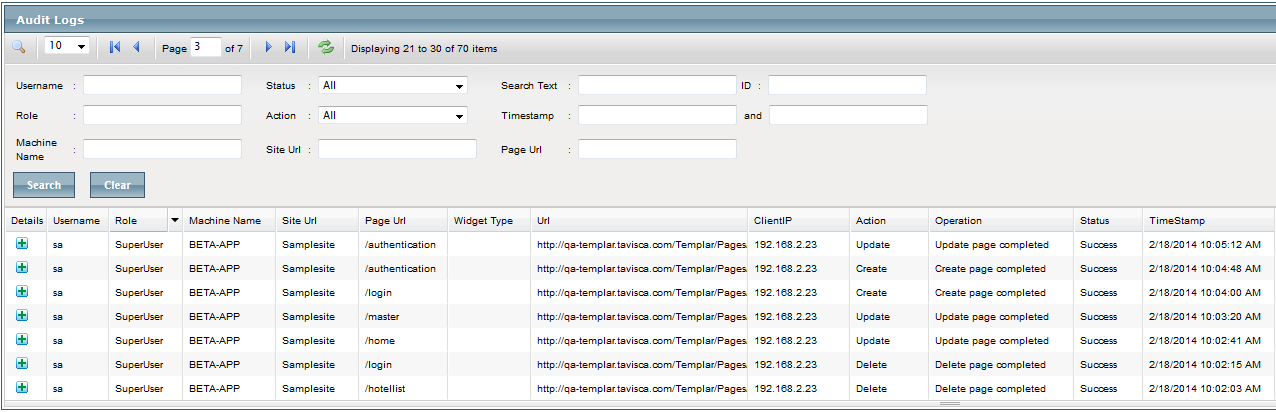 Audit Logs
10 Page 3 of 7 Displaying 21 to 30 of 70 items
Username : Status : All Search Text : ID :
Role : Action : All Timestamp : and
Machine Name : Site Url : Page Url :
Search Clear
Details Username Role Machine Name Site Url Page Url Widget Type Url ClientIP Action Operation Status TimeStamp
sa SuperUser BETA-APP Samplesite /authentication http://qa-templar.tavisca.com/Templar/Pages. 192.168.2.23 Update Update page completed Success 2/18/2014 10:05:12 AM
sa SuperUser BETA-APP Samplesite /authentication http://qa-templar.tavisca.com/Templar/Pages. 192.168.2.23 Create Create page completed Success 2/18/2014 10:04:48 AM
sa SuperUser BETA-APP Samplesite /login http://qa-templar.tavisca.com/Templar/Pages. 192.168.2.23 Create Create page completed Success 2/18/2014 10:04:00 AM
sa SuperUser BETA-APP Samplesite /master http://qa-templar.tavisca.com/Templar/Pages. 192.168.2.23 Update Update page completed Success 2/18/2014 10:03:20 AM
sa SuperUser BETA-APP Samplesite /home http://qa-templar.tavisca.com/Templar/Pages. 192.168.2.23 Update Update page completed Success 2/18/2014 10:02:41 AM
sa SuperUser BETA-APP Samplesite /login http://qa-templar.tavisca.com/Templar/Pages. 192.168.2.23 Delete Delete page completed Success 2/18/2014 10:02:15 AM
sa SuperUser BETA-APP Samplesite /hotellist http://qa-templar.tavisca.com/Templar/Pages. 192.168.2.23 Delete Delete page completed Success 2/18/2014 10:02:03 AM